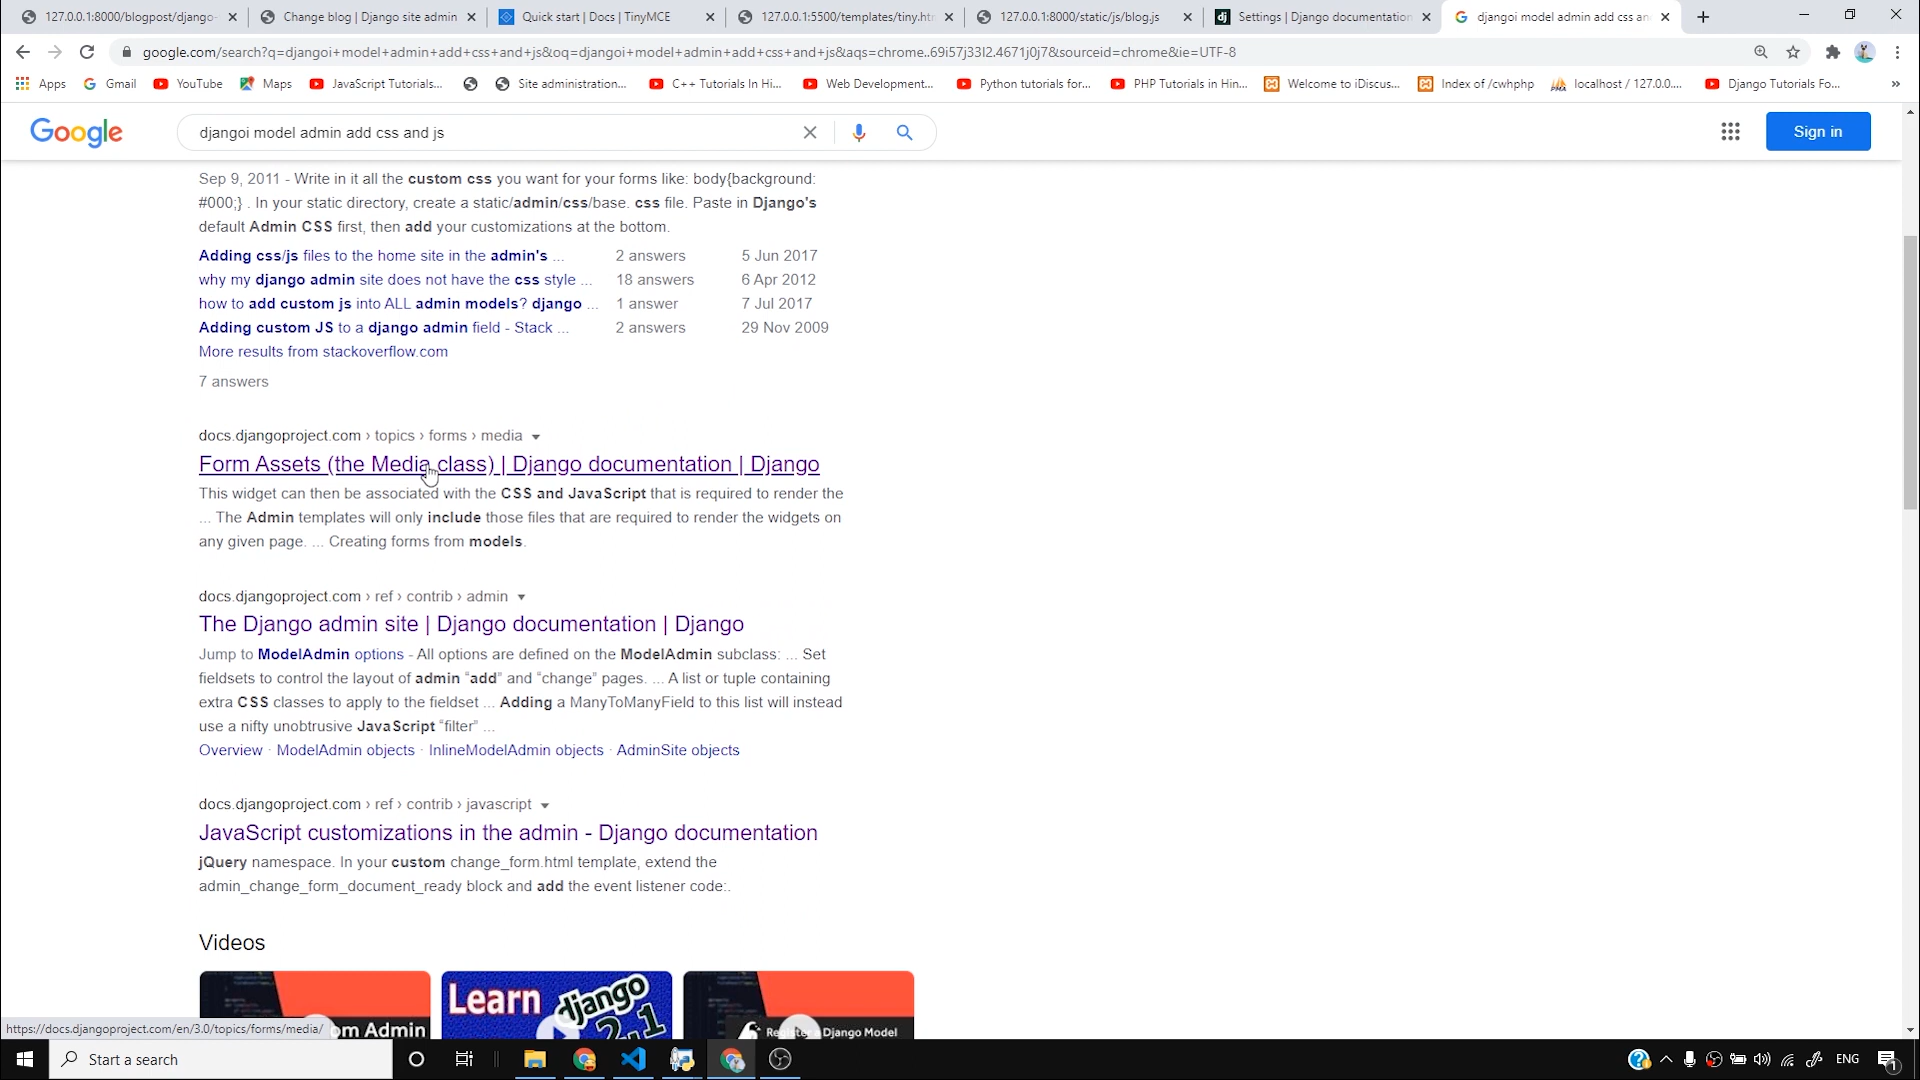 127.0.0.1:8000/blogpost/django-
Change blog | Django site admin
Quick start | Docs | TinyMCE
127.0.0.1:5500/templates/tiny.ht
127.0.0.1:8000/static/js/blog.js
Settings | Django documentation
djangoi model admin add css an
google.com/search?q=djangoi+model+admin+add+css+and+js&oq=djangoi+model+admin+add+css+and+js&aqs=chrome..69i57j33l2.4671j0j7&sourceid=chrome&ie=UTF-8
Apps
Gmail
YouTube
Maps
JavaScript Tutorials...
Site administration...
C++ Tutorials In Hi...
Web Development...
Python tutorials for...
PHP Tutorials in Hin...
Welcome to iDiscus...
Index of /cwhphp
localhost / 127.0.0....
Django Tutorials Fo...
Google
djangoi model admin add css and js
Sign in
Sep 9, 2011 - Write in it all the custom css you want for your forms like: body{background:
#000;} . In your static directory, create a static/admin/css/base. css file. Paste in Django's
default Admin CSS first, then add your customizations at the bottom.
Adding css/js files to the home site in the admin's ... 2 answers 5 Jun 2017
why my django admin site does not have the css style ... 18 answers 6 Apr 2012
how to add custom js into ALL admin models? django ... 1 answer 7 Jul 2017
Adding custom JS to a django admin field - Stack ... 2 answers 29 Nov 2009
More results from stackoverflow.com
7 answers
docs.djangoproject.com › topics › forms › media
Form Assets (the Media class) | Django documentation | Django
This widget can then be associated with the CSS and JavaScript that is required to render the
... The Admin templates will only include those files that are required to render the widgets on
any given page. ... Creating forms from models.
docs.djangoproject.com › ref › contrib › admin
The Django admin site | Django documentation | Django
Jump to ModelAdmin options - All options are defined on the ModelAdmin subclass: ... Set
fieldsets to control the layout of admin “add” and “change” pages. ... A list or tuple containing
extra CSS classes to apply to the fieldset ... Adding a ManyToManyField to this list will instead
use a nifty unobtrusive JavaScript “filter” ...
Overview · ModelAdmin objects · InlineModelAdmin objects · AdminSite objects
docs.djangoproject.com › ref › contrib › javascript
JavaScript customizations in the admin - Django documentation
jQuery namespace. In your custom change_form.html template, extend the
admin_change_form_document_ready block and add the event listener code:.
Videos
om Admin
Learn django 2.1
Register a Django Model
https://docs.djangoproject.com/en/3.0/topics/forms/media/
Start a search
ENG
1